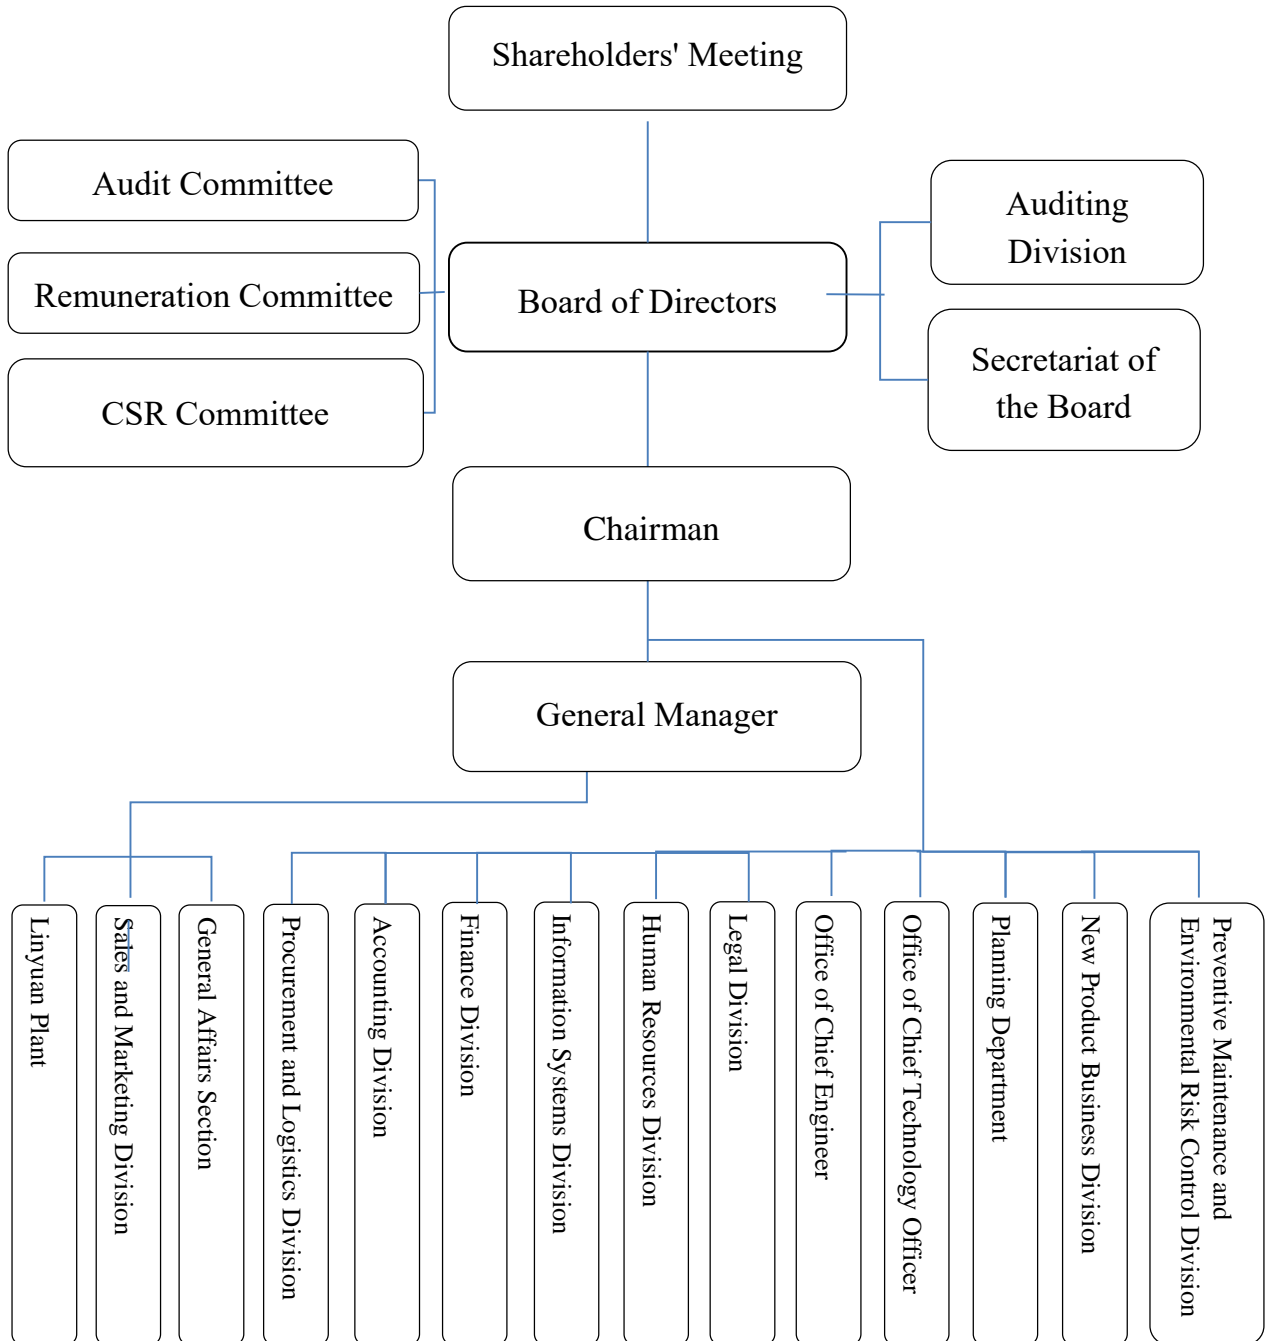 Shareholders' Meeting
Audit Committee
Remuneration Committee
CSR Committee
Board of Directors
Auditing
Division
Secretariat of
the Board
Chairman
General Manager
Linyuan Plant
Sales and Marketing Division
General Affairs Section
Procurement and Logistics Division
Accounting Division
Finance Division
Information Systems Division
Human Resources Division
Legal Division
Office of Chief Engineer
Office of Chief Technology Officer
Planning Department
New Product Business Division
Preventive Maintenance and
Environmental Risk Control Division